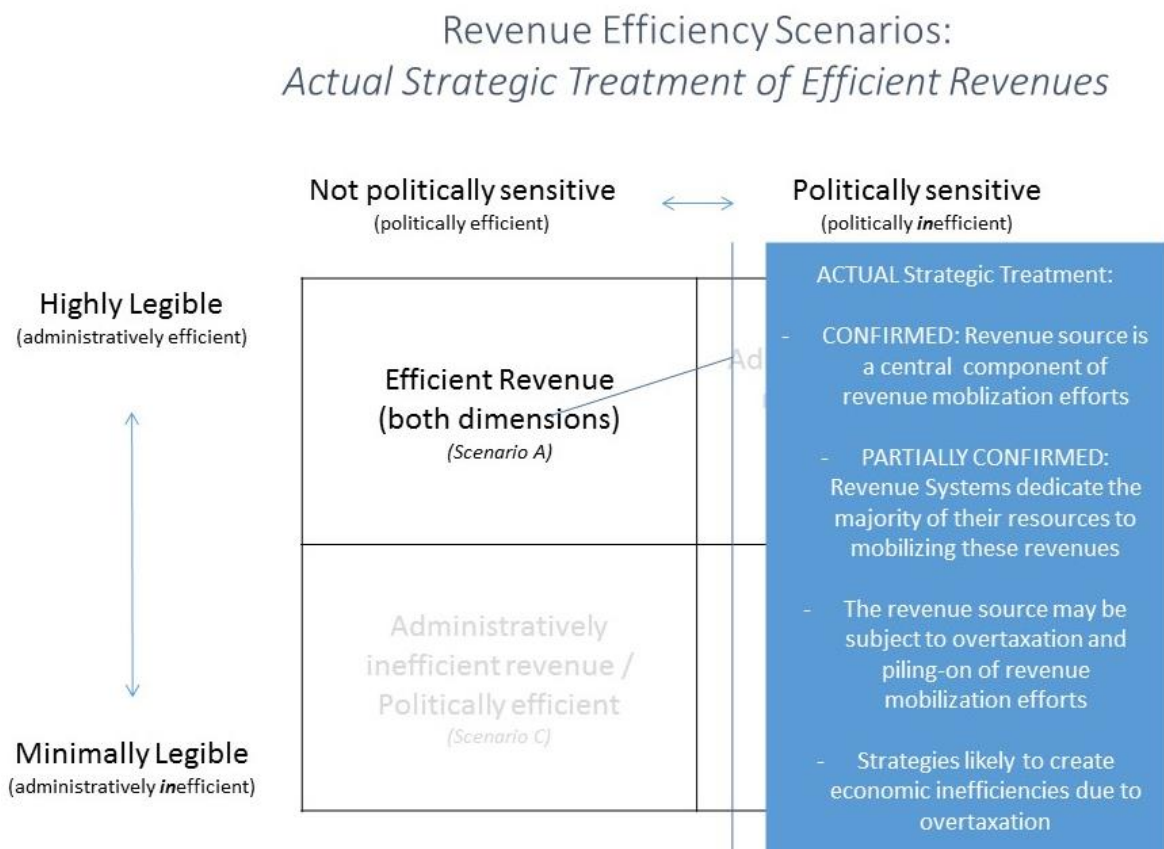 Revenue Efficiency Scenarios:
Actual Strategic Treatment of Efficient Revenues
Not politically sensitive
(politically efficient)
Politically sensitive
(politically inefficient)
Highly Legible
(administratively efficient)
Efficient Revenue
(both dimensions)
(Scenario A)
Ad
ACTUAL Strategic Treatment:
- CONFIRMED: Revenue source is
a central component of
revenue moblization efforts
- PARTIALLY CONFIRMED:
Revenue Systems dedicate the
majority of their resources to
mobilizing these revenues
- The revenue source may be
subject to overtaxation and
piling-on of revenue
mobilization efforts
- Strategies likely to create
economic inefficiencies due to
overtaxation
Administratively
inefficient revenue /
Politically efficient
(Scenario C)
Minimally Legible
(administratively inefficient)